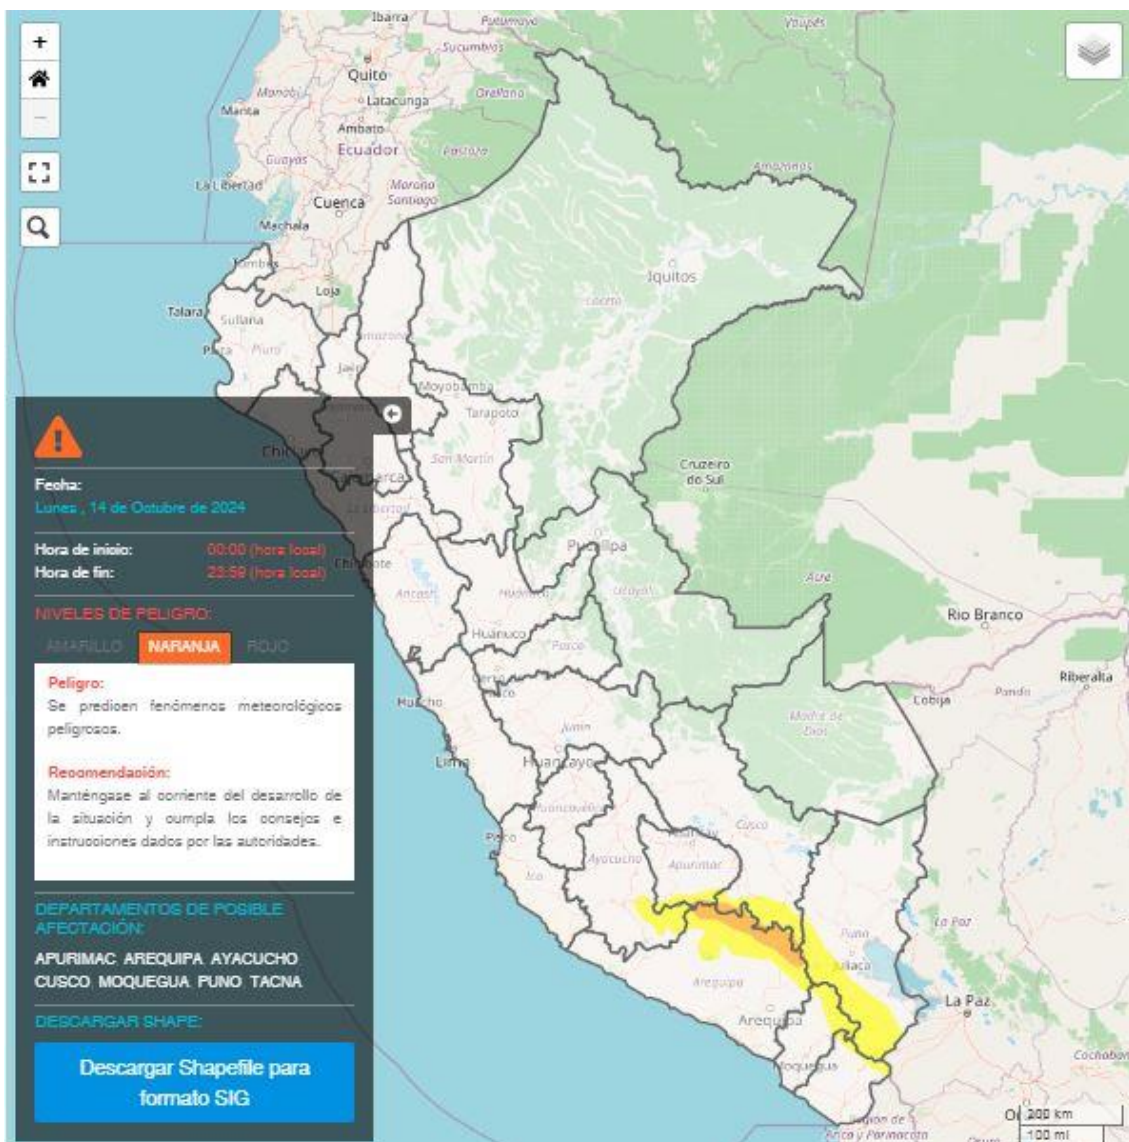 +
Ibarra
Putumayo
Yaupés
Sucumbíos
Quito
Orellana
Manabí
Latacunga
Manta
Ambato
Ecuador
Pastaza
Guayas
Amazonas
La Libertad
Morona
Santiago
Cuenca
Machala
Tumbes
Iquitos
Loja
Loreto
Talara
Sullana
Piura
Amazonas
Jaén
Moyobamba
Tarapoto
San Martín
Cruzeiro
do Sul
La Libertad
Pucallpa
Ancash
Huánuco
Ucayali
Acre
Rio Branco
Huánuco
Pasco
Riberalta
Cobija
Pando
Huacho
Junín
Madre de
Dios
Lima
Huancayo
Huancavelica
Cusco
Pisco
Ayacucho
Apurímac
Ica
La Paz
Puno
Juliaca
Arequipa
La Paz
Arequipa
Cochabam
Moquegua
Región de
Arica y Parinacota
200 km
100 mi
Fecha:
Lunes , 14 de Octubre de 2024
Hora de inicio: 00:00 (hora local)
Hora de fin: 23:59 (hora local)
NIVELES DE PELIGRO:
AMARILLO NARANJA ROJO
Peligro:
Se predicen fenómenos meteorológicos
peligrosos.
Recomendación:
Manténgase al corriente del desarrollo de
la situación y cumpla los consejos e
instrucciones dados por las autoridades.
DEPARTAMENTOS DE POSIBLE
AFECTACIÓN:
APURIMAC AREQUIPA AYACUCHO
CUSCO MOQUEGUA PUNO TACNA
DESCARGAR SHAPE:
Descargar Shapefile para
formato SIG